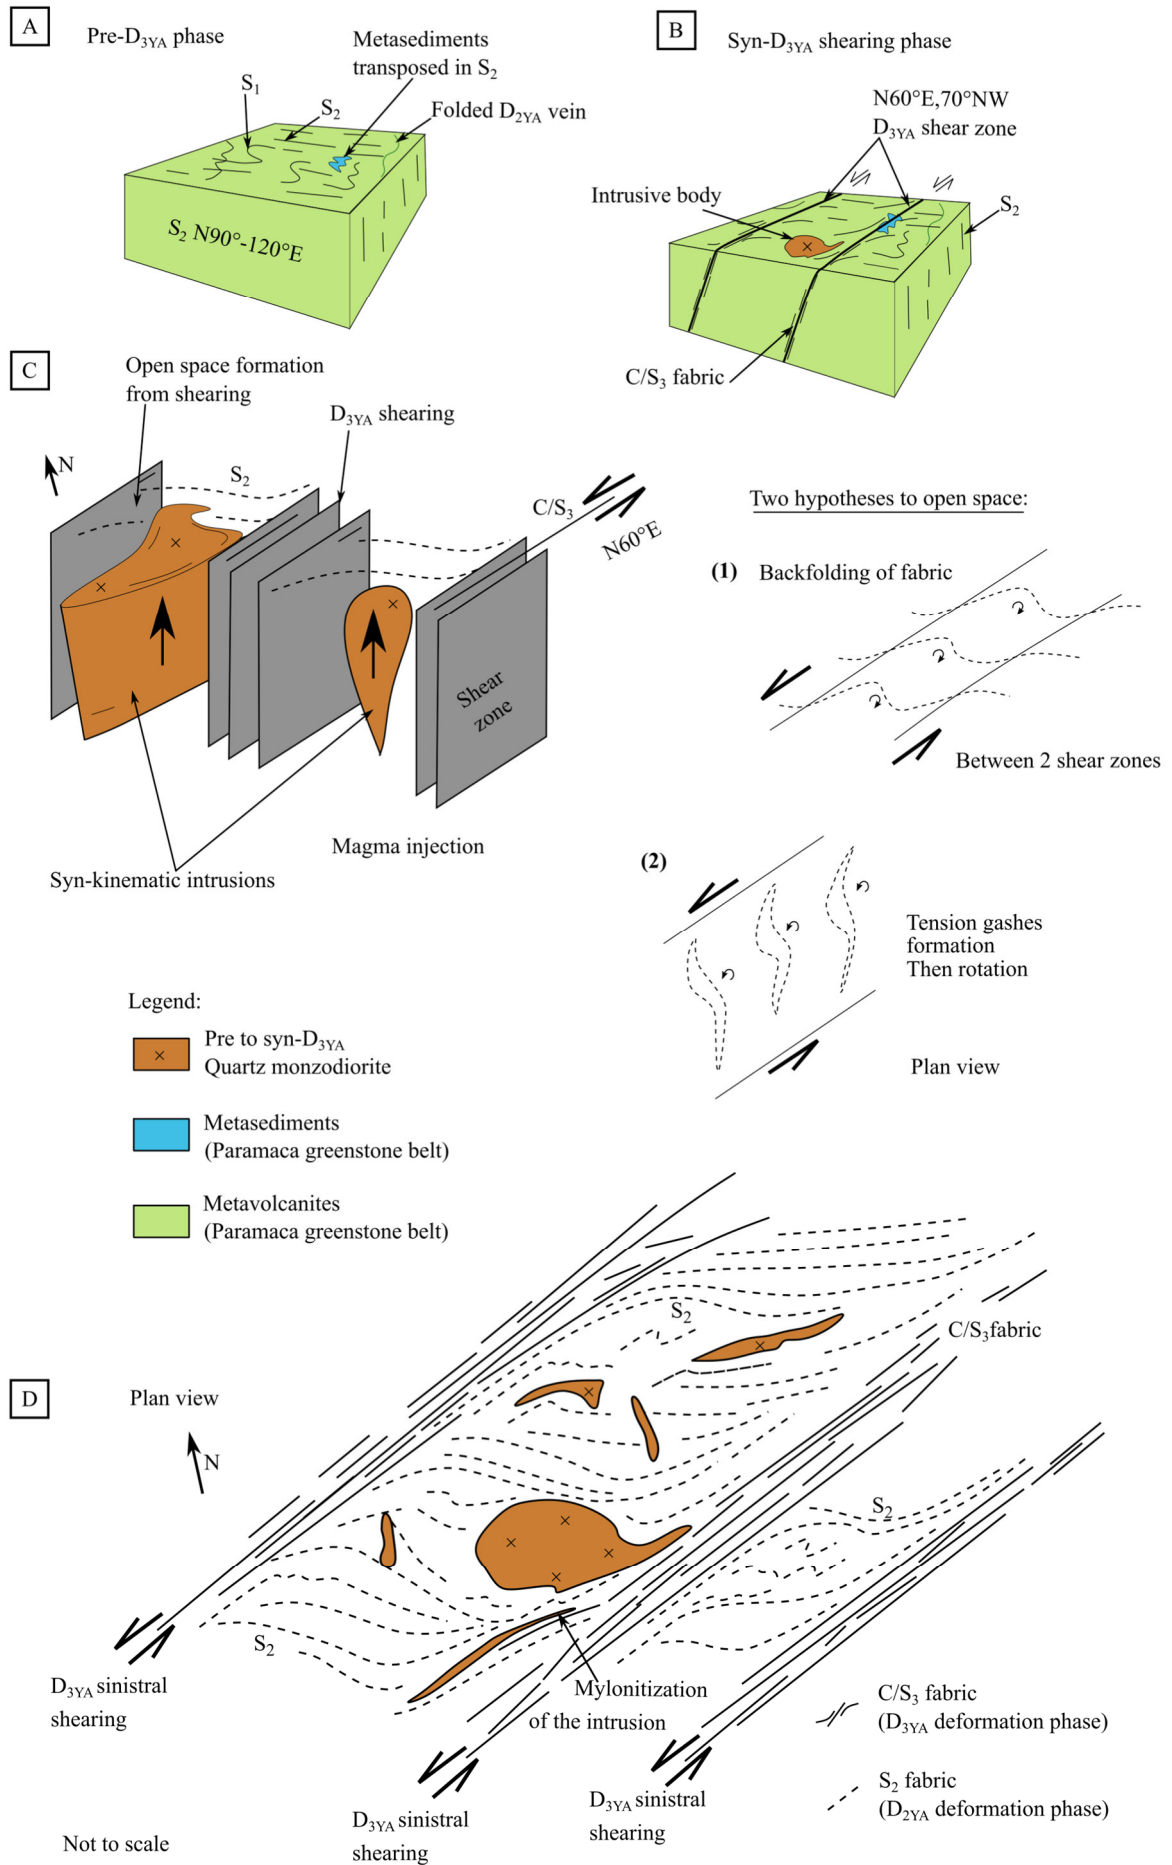 A
Pre-D3YA phase
Metasediments
transposed in S2
S1
S2
Folded D2YA vein
S2 N90°-120°E
B
Syn-D3YA shearing phase
N60°E,70°NW
D3YA shear zone
Intrusive body
S2
C/S3 fabric
C
Open space formation
from shearing
D3YA shearing
N
S2
C/S3
N60°E
Shear
zone
Magma injection
Syn-kinematic intrusions
Two hypotheses to open space:
(1) Backfolding of fabric
Between 2 shear zones
(2)
Tension gashes
formation
Then rotation
Plan view
Legend:
Pre to syn-D3YA
Quartz monzodiorite
Metasediments
(Paramaca greenstone belt)
Metavolcanites
(Paramaca greenstone belt)
D
Plan view
N
S2
C/S3fabric
S2
S2
D3YA sinistral
shearing
Mylonitization
of the intrusion
D3YA sinistral
shearing
D3YA sinistral
shearing
C/S3 fabric
(D3YA deformation phase)
S2 fabric
(D2YA deformation phase)
Not to scale